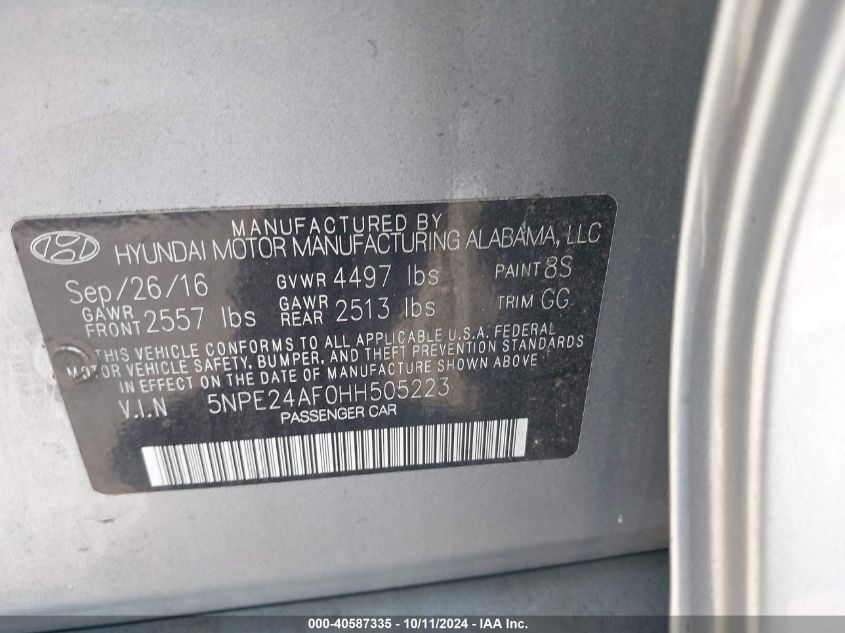 MANUFACTURED BY
HYUNDAI MOTOR MANUFACTURING ALABAMA, LLC
Sep/26/16 GVWR 4497 lbs PAINT 8S
GAWR FRONT 2557 lbs GAWR REAR 2513 lbs TRIM GG
THIS VEHICLE CONFORMS TO ALL APPLICABLE U.S.A. FEDERAL
MOTOR VEHICLE SAFETY, BUMPER, AND THEFT PREVENTION STANDARDS
IN EFFECT ON THE DATE OF MANUFACTURE SHOWN ABOVE
V.I.N 5NPE24AF0HH505223
PASSENGER CAR
000-40587335 - 10/11/2024 - IAA Inc.